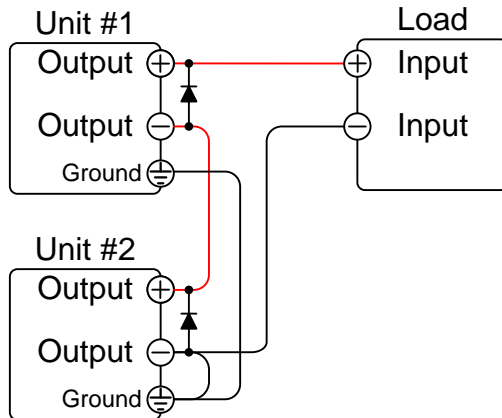 Unit #1
Output
Output
Ground
Load
Input
Input
Unit #2
Output
Output
Ground